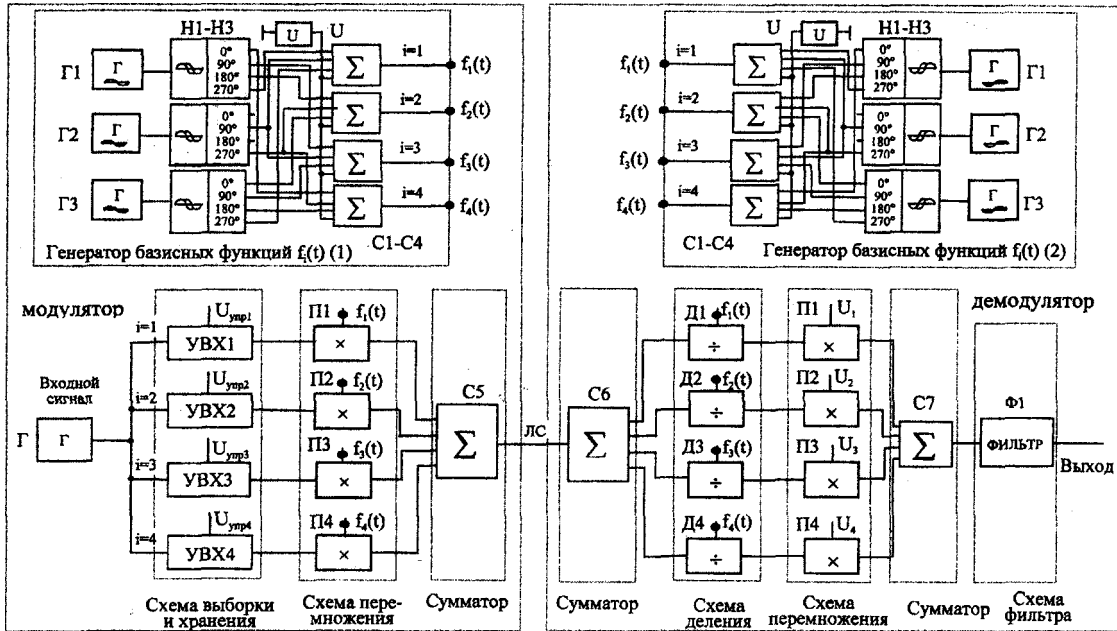 Н1-Н3
U
U
Г1
Г
0°
90°
180°
270°
Σ
i=1
f₁(t)
Г2
Г
0°
90°
180°
270°
Σ
i=2
f₂(t)
Σ
i=3
f₃(t)
Г3
Г
0°
90°
180°
270°
Σ
i=4
f₄(t)
С1-С4
Генератор базисных функций fᵢ(t) (1)
U
U
Н1-Н3
f₁(t)
i=1
Σ
0°
90°
180°
270°
Г
Г1
f₂(t)
i=2
Σ
0°
90°
180°
270°
Г
Г2
f₃(t)
i=3
Σ
f₄(t)
i=4
Σ
0°
90°
180°
270°
Г
Г3
С1-С4
Генератор базисных функций fᵢ(t) (2)
модулятор
Входной
сигнал
Г
Г
i=1
Uупр1
УВХ1
П1
f₁(t)
×
i=2
Uупр2
УВХ2
П2
f₂(t)
×
i=3
Uупр3
УВХ3
П3
f₃(t)
×
i=4
Uупр4
УВХ4
П4
f₄(t)
×
С5
Σ
ЛС
Схема выборки
и хранения
Схема пере-
множения
Сумматор
демодулятор
С6
Σ
Д1
f₁(t)
÷
П1
U₁
×
Д2
f₂(t)
÷
П2
U₂
×
Д3
f₃(t)
÷
П3
U₃
×
Д4
f₄(t)
÷
П4
U₄
×
С7
Σ
Ф1
ФИЛЬТР
Выход
Сумматор
Схема
деления
Схема
перемножения
Сумматор
Схема
фильтра